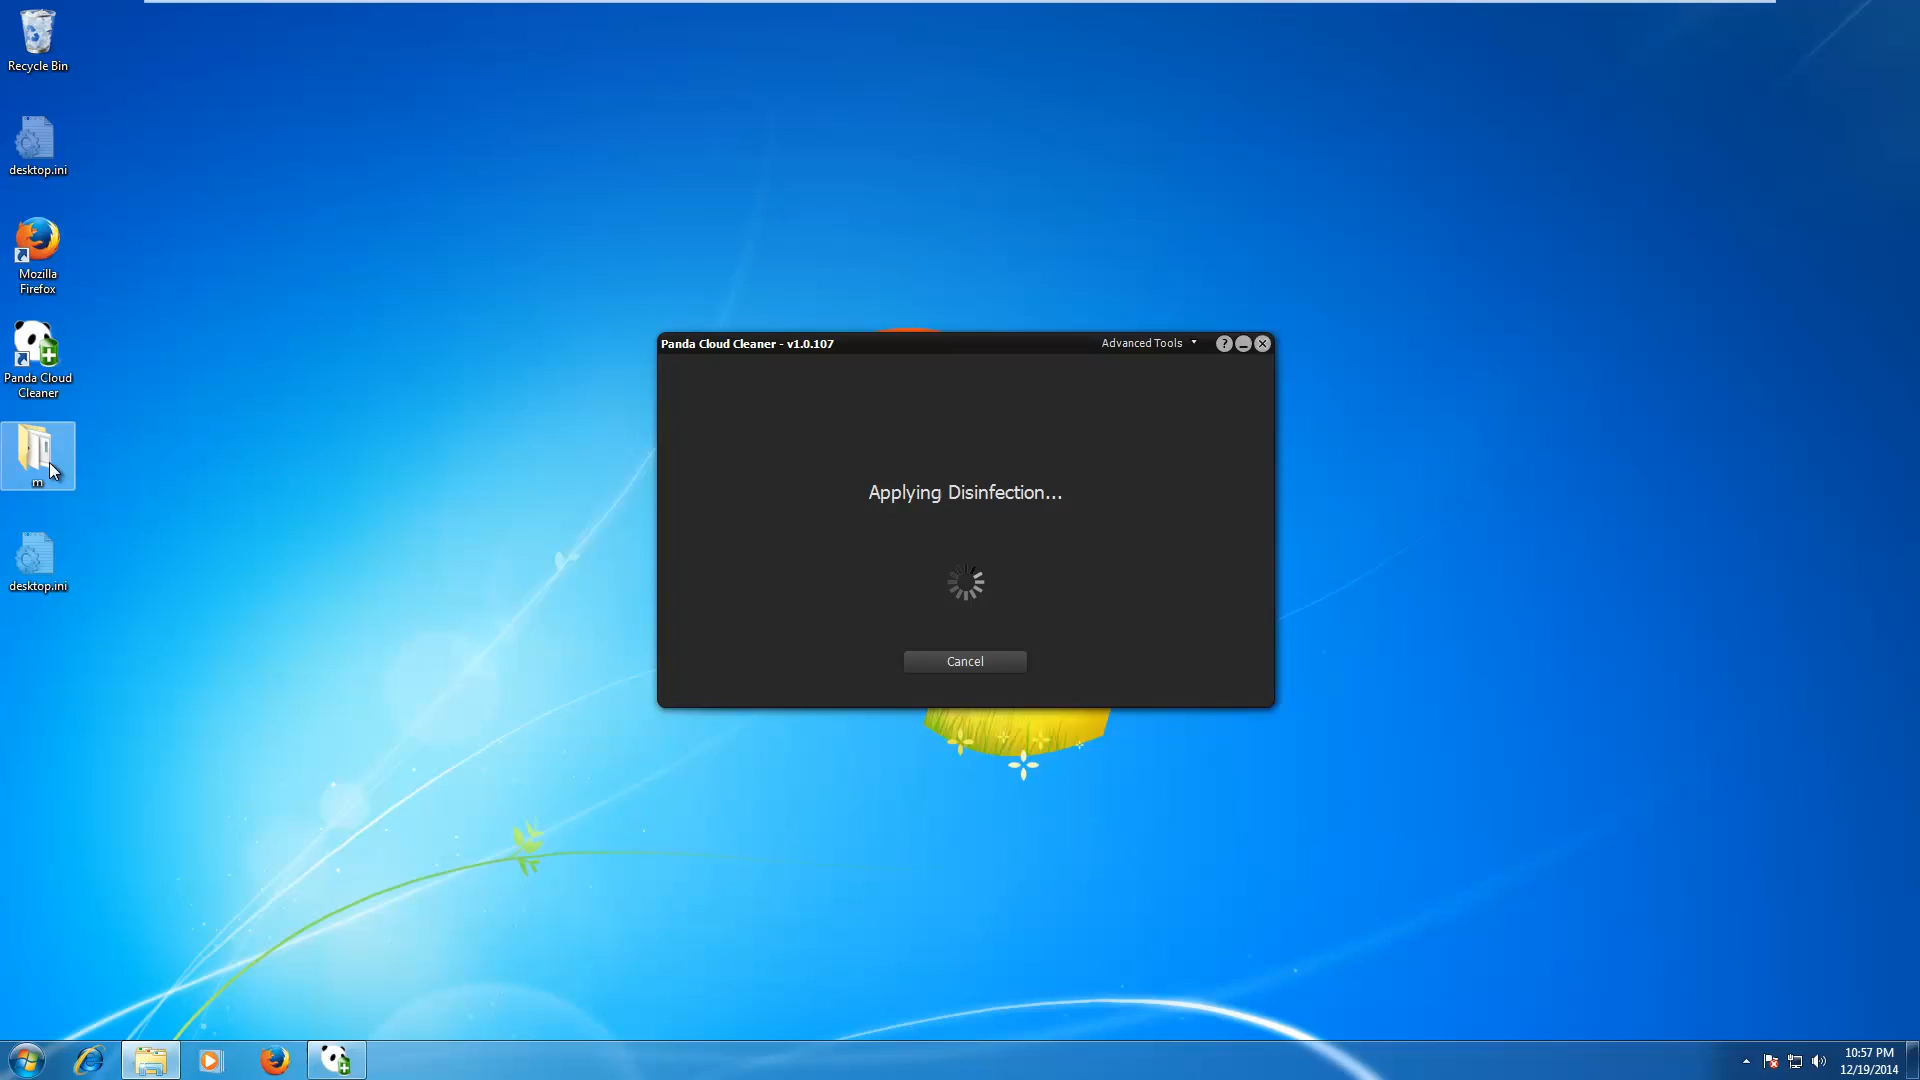 Recycle Bin
desktop.ini
Mozilla
Firefox
Panda Cloud
Cleaner
m
desktop.ini
Panda Cloud Cleaner - v1.0.107
Advanced Tools
?
Applying Disinfection...
Cancel
10:57 PM
12/19/2014